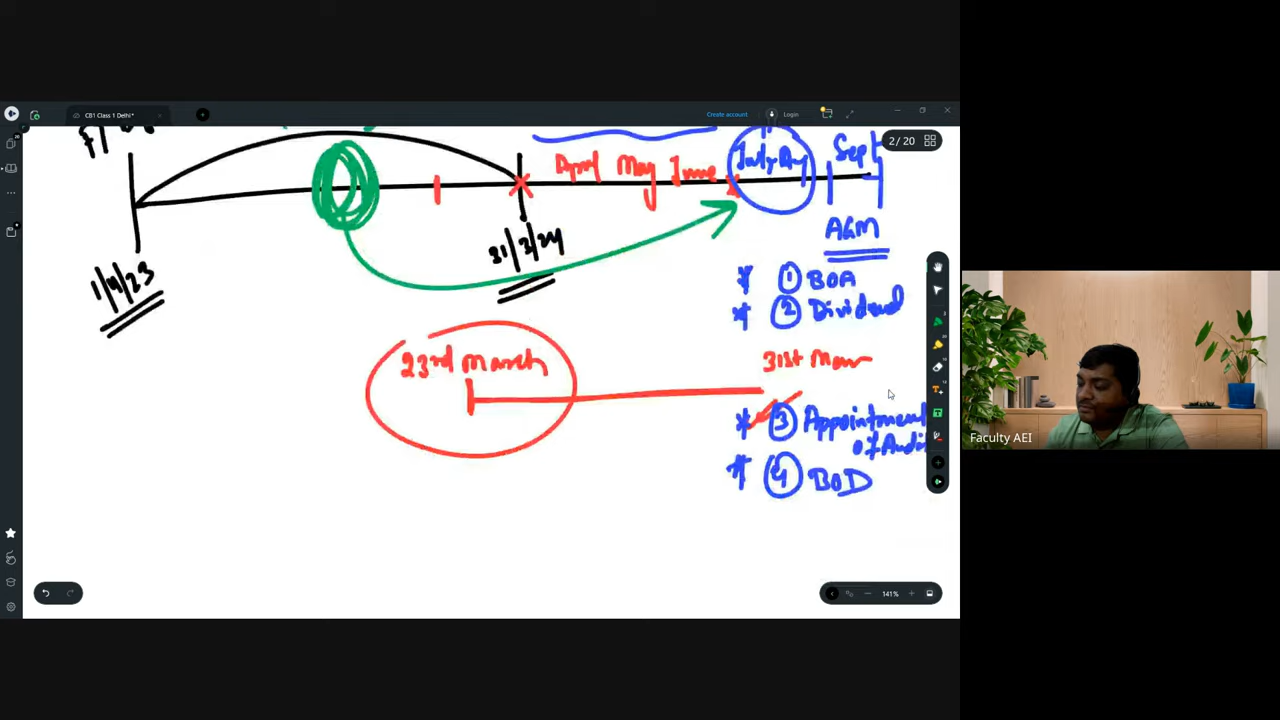 CB1 Class 1 Delhi*
Create account
Login
2 / 20
April May June
July Aug
Sept
AGM
1/4/23
31/3/24
* ① BOA
* ② Dividend
23rd March
31st Mar
* ③ Appointment
of Audi
* ④ BOD
Faculty AEI
141%